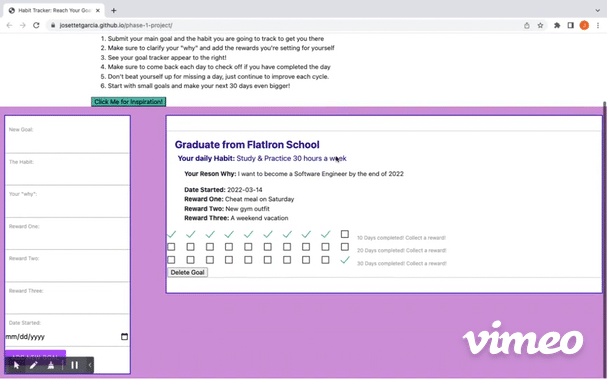 Habit Tracker: Reach Your Goa
josettetgarcia.github.io/phase-1-project/
1. Submit your main goal and the habit you are going to track to get you there
2. Make sure to clarify your "why" and add the rewards you're setting for yourself
3. See your goal tracker appear to the right!
4. Make sure to come back each day to check off if you have completed the day
5. Don't beat yourself up for missing a day, just continue to improve each cycle.
6. Start with small goals and make your next 30 days even bigger!
Click Me for Inspiration!
New Goal:
The Habit:
Your "why":
Reward One:
Reward Two:
Reward Three:
Date Started:
mm/dd/yyyy
Graduate from FlatIron School
Your daily Habit: Study & Practice 30 hours a week
Your Reson Why: I want to become a Software Engineer by the end of 2022
Date Started: 2022-03-14
Reward One: Cheat meal on Saturday
Reward Two: New gym outfit
Reward Three: A weekend vacation
10 Days completed! Collect a reward!
20 Days completed! Collect a reward!
30 Days completed! Collect a reward!
Delete Goal
vimeo